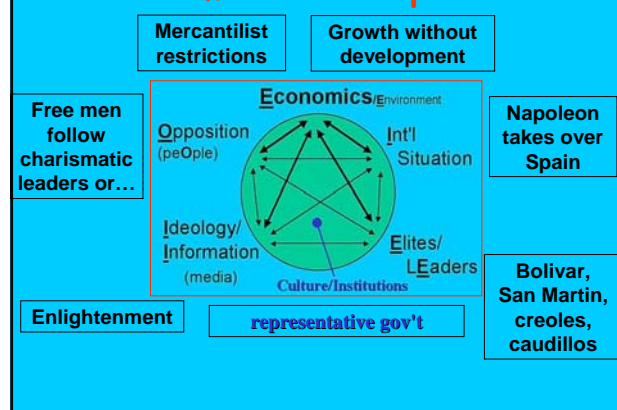 Mercantilist
restrictions
Growth without
development
Free men
follow
charismatic
leaders or…
Economics/Environment
Opposition
(peOple)
Int'l
Situation
Napoleon
takes over
Spain
Ideology/
Information
(media)
Elites/
LEaders
Culture/Institutions
Enlightenment
representative gov't
Bolivar,
San Martin,
creoles,
caudillos